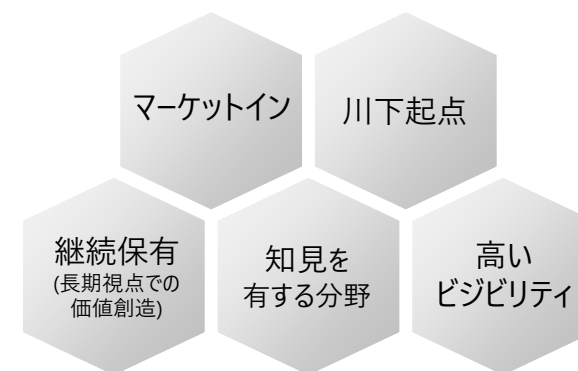 マーケットイン
川下起点
継続保有
(長期視点での
価値創造)
知見を
有する分野
高い
ビジビリティ